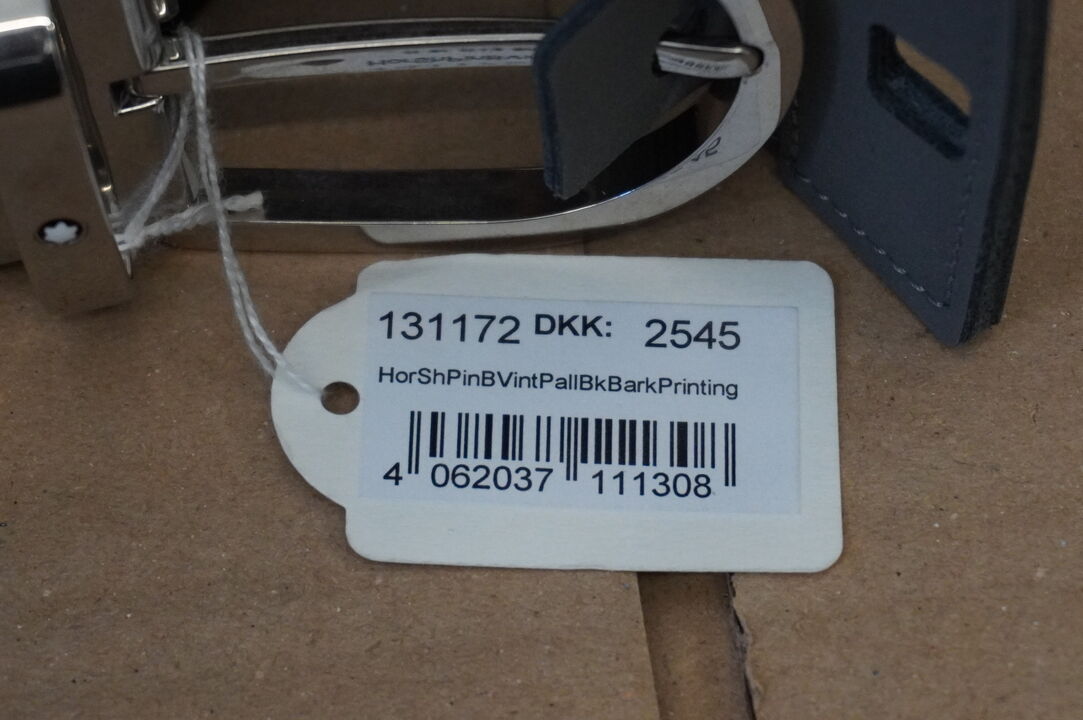 131172 DKK: 2545
HorShPinBVintPallBkBarkPrinting
4 062037 111308